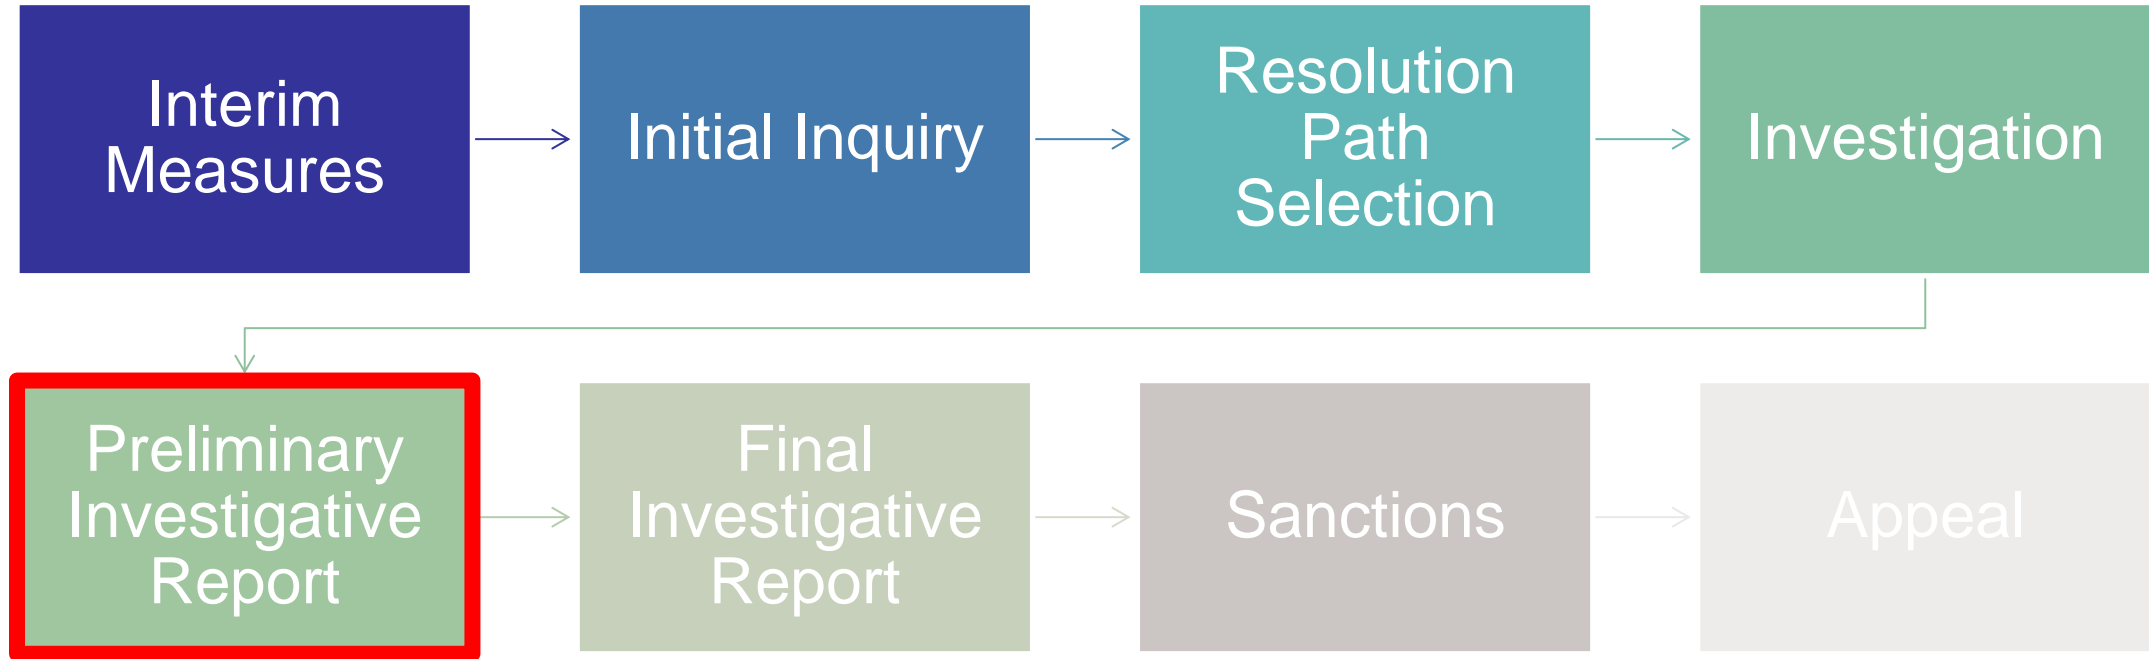 Interim
Measures
Initial Inquiry
Resolution
Path
Selection
Investigation
Preliminary
Investigative
Report
Final
Investigative
Report
Sanctions
Appeal